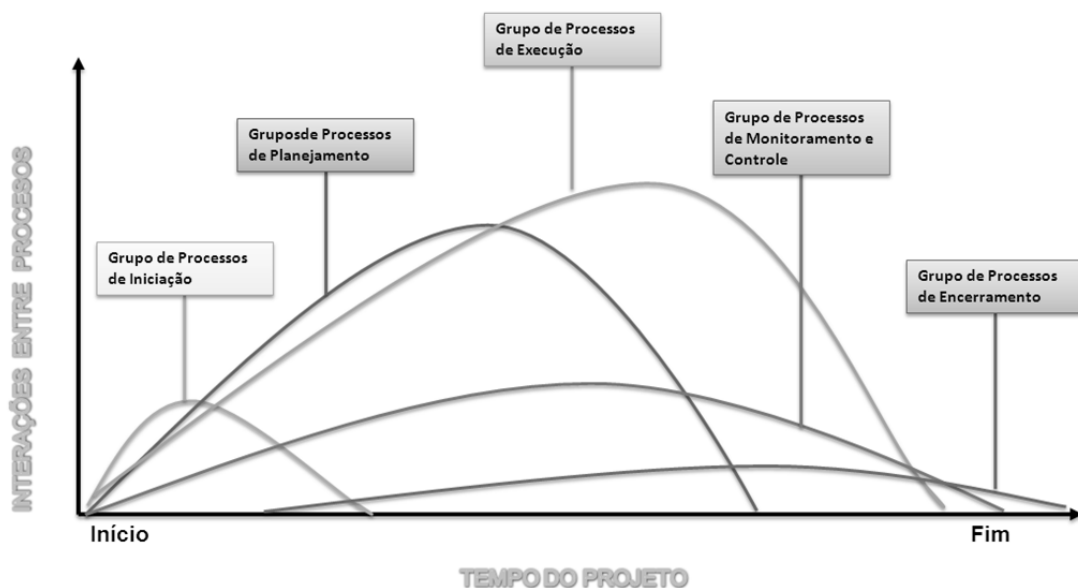 Grupo de Processos
de Execução
Gruposde Processos
de Planejamento
Grupo de Processos
de Monitoramento e
Controle
Grupo de Processos
de Iniciação
Grupo de Processos
de Encerramento
INTERAÇÕES ENTRE PROCESOS
Início
Fim
TEMPO DO PROJETO